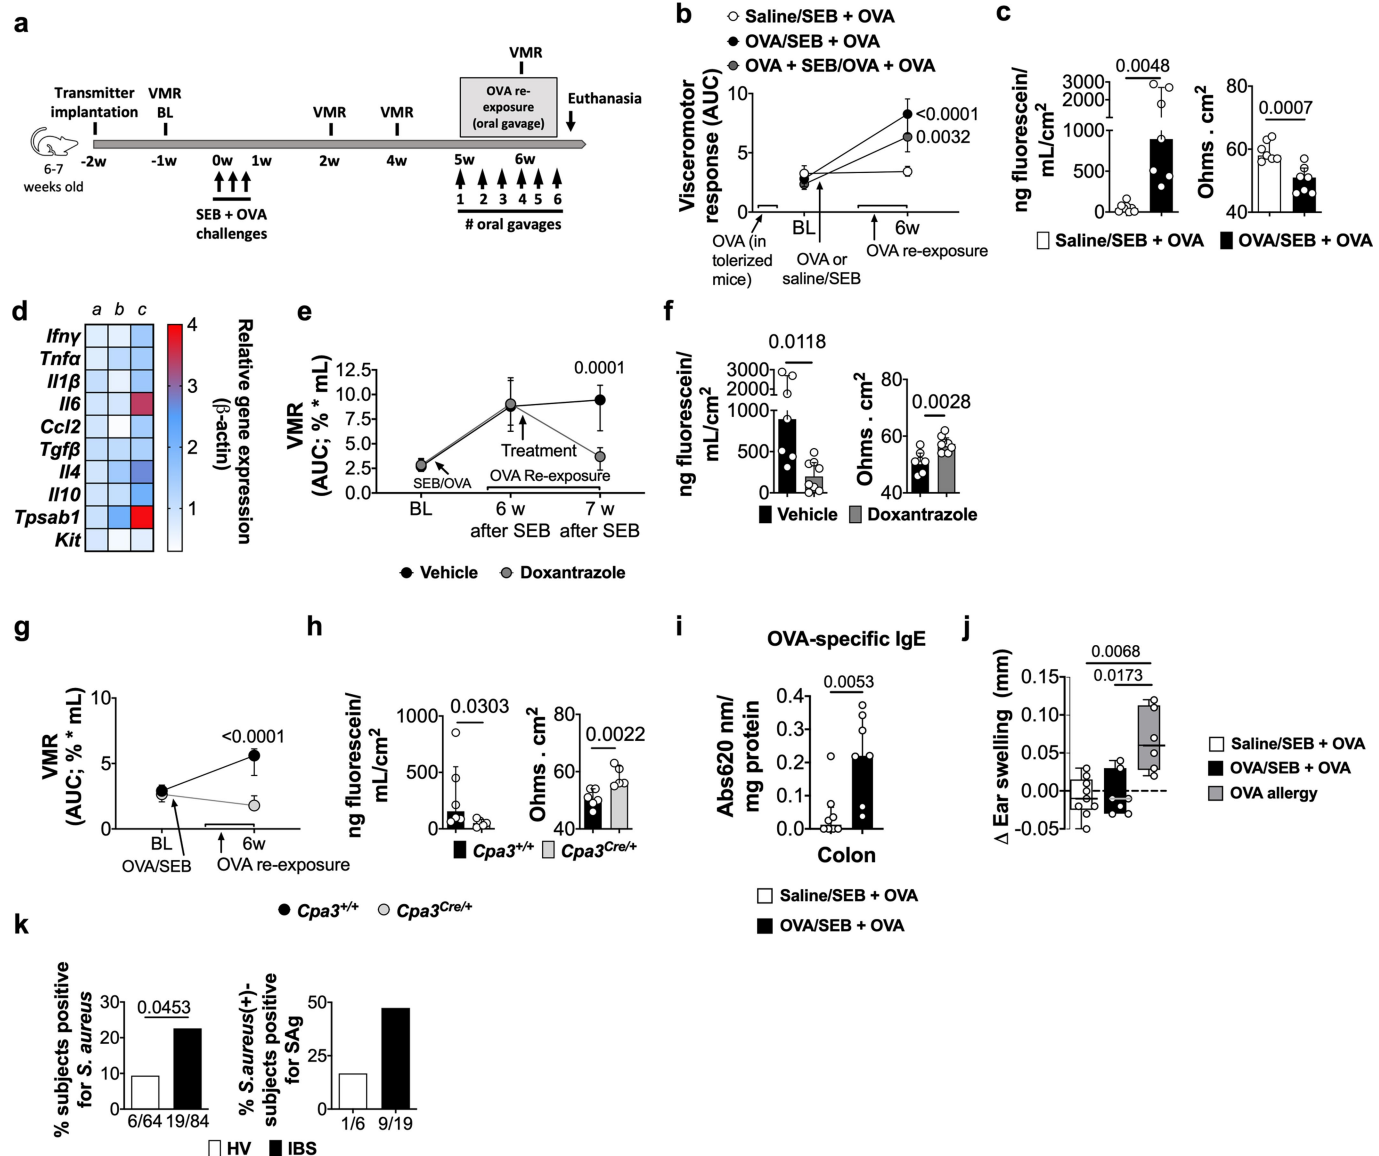 a
Transmitter
implantation
VMR
BL
VMR
VMR
VMR
OVA re-
exposure
(oral gavage)
Euthanasia
6-7
weeks old
-2w
-1w
0w
1w
2w
4w
5w
6w
SEB + OVA
challenges
1 2 3 4 5 6
# oral gavages
b
Saline/SEB + OVA
OVA/SEB + OVA
OVA + SEB/OVA + OVA
Visceromotor
response (AUC)
10
5
0
<0.0001
0.0032
BL
6w
OVA (in
tolerized
mice)
OVA or
saline/SEB
OVA re-exposure
c
ng fluorescein/
mL/cm²
3000
2000
1000
500
0
0.0048
Ohms . cm²
80
60
40
0.0007
Saline/SEB + OVA
OVA/SEB + OVA
d
a b c
Ifnγ
Tnfα
Il1β
Il6
Ccl2
Tgfβ
Il4
Il10
Tpsab1
Kit
4
3
2
1
Relative gene expression
(β-actin)
e
VMR
(AUC; % * mL)
12.5
10.0
7.5
5.0
2.5
0.0
0.0001
Treatment
SEB/OVA
OVA Re-exposure
BL
6 w
after SEB
7 w
after SEB
Vehicle
Doxantrazole
f
ng fluorescein/
mL/cm²
3000
2000
1000
500
0
0.0118
Ohms . cm²
80
60
40
0.0028
Vehicle
Doxantrazole
g
VMR
(AUC; % * mL)
10
5
0
<0.0001
BL
6w
OVA/SEB
OVA re-exposure
Cpa3+/+
Cpa3Cre/+
h
ng fluorescein/
mL/cm²
1000
500
0
0.0303
Ohms . cm²
80
60
40
0.0022
Cpa3+/+
Cpa3Cre/+
i
OVA-specific IgE
Abs620 nm/
mg protein
0.4
0.3
0.2
0.1
0.0
0.0053
Colon
Saline/SEB + OVA
OVA/SEB + OVA
j
Δ Ear swelling (mm)
0.15
0.10
0.05
0.00
-0.05
0.0068
0.0173
Saline/SEB + OVA
OVA/SEB + OVA
OVA allergy
k
% subjects positive
for S. aureus
30
20
10
0
0.0453
6/64 19/84
% S.aureus(+)-
subjects positive
for SAg
50
25
0
1/6 9/19
HV
IBS